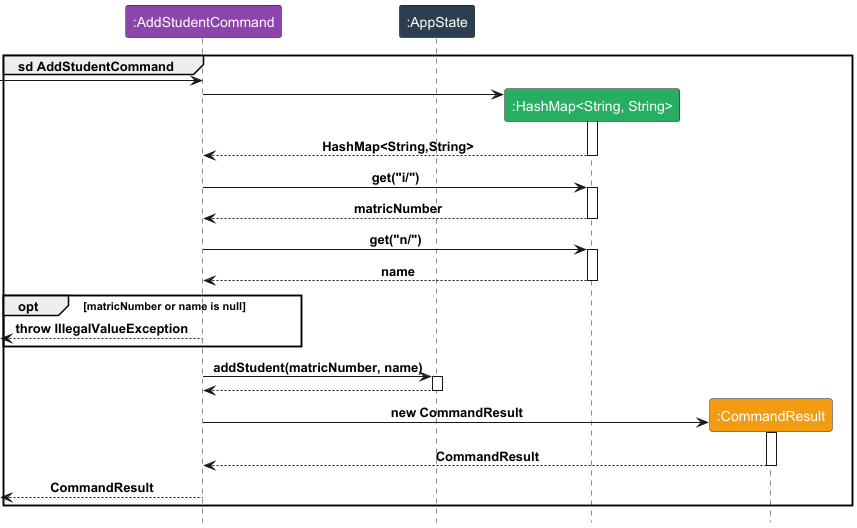 :AddStudentCommand
:AppState
sd AddStudentCommand
:HashMap<String, String>
HashMap<String,String>
get("i/")
matricNumber
get("n/")
name
opt
[matricNumber or name is null]
throw IllegalValueException
addStudent(matricNumber, name)
new CommandResult
:CommandResult
CommandResult
CommandResult